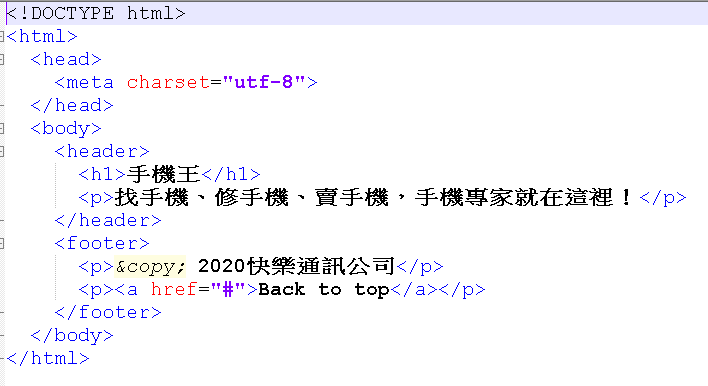 <!DOCTYPE html>
<html>
<head>
<meta charset="utf-8">
</head>
<body>
<header>
<h1>手機王</h1>
<p>找手機、修手機、賣手機，手機專家就在這裡！</p>
</header>
<footer>
<p>&copy; 2020快樂通訊公司</p>
<p><a href="#">Back to top</a></p>
</footer>
</body>
</html>